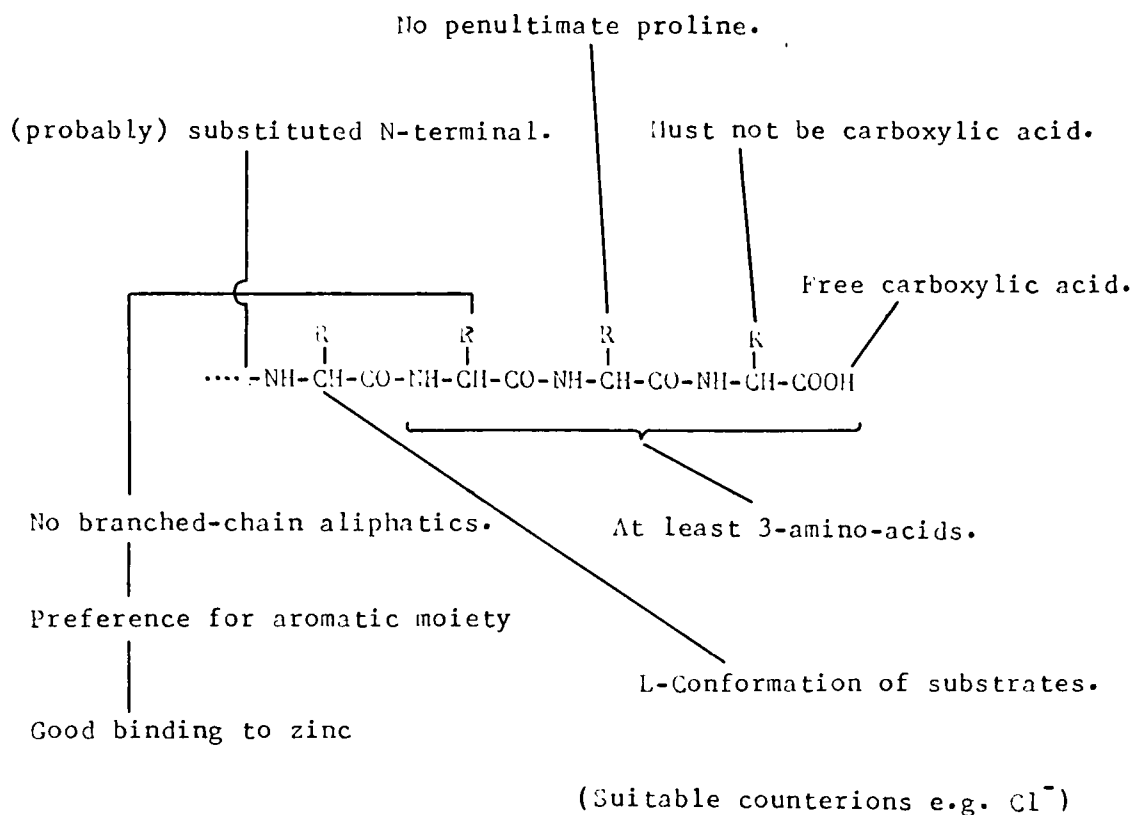 No penultimate proline.
(probably) substituted N-terminal.
Must not be carboxylic acid.
Free carboxylic acid.
R R R R
····-NH-CH-CO-NH-CH-CO-NH-CH-CO-NH-CH-COOH
No branched-chain aliphatics.
At least 3-amino-acids.
Preference for aromatic moiety
L-Conformation of substrates.
Good binding to zinc
(Suitable counterions e.g. Cl⁻)